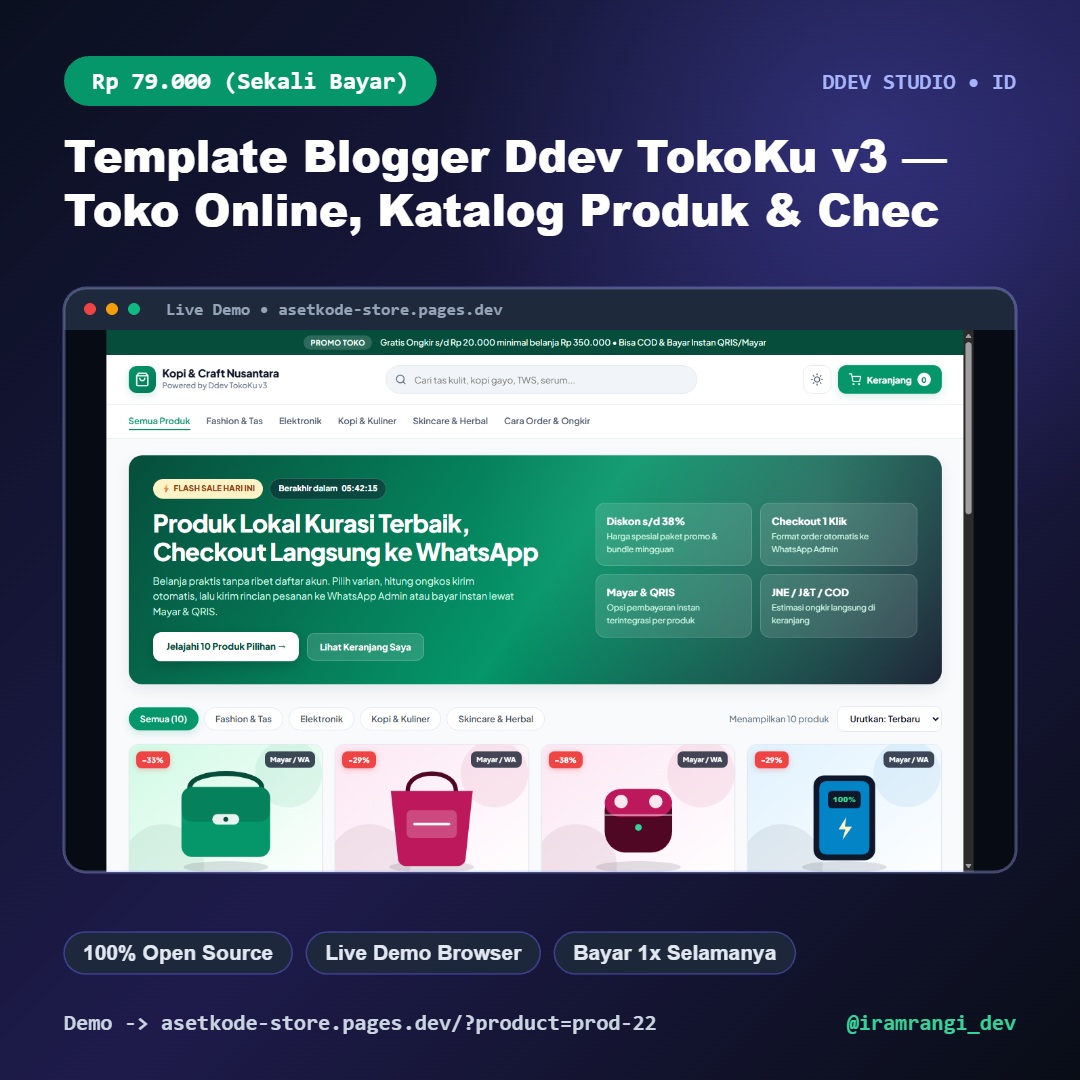 Rp 79.000 (Sekali Bayar)
DDEV STUDIO • ID
Template Blogger Ddev TokoKu v3 —
Toko Online, Katalog Produk & Chec
Live Demo • asetkode-store.pages.dev
PROMO TOKO Gratis Ongkir s/d Rp 20.000 minimal belanja Rp 350.000 • Bisa COD & Bayar Instan QRIS/Mayar
Kopi & Craft Nusantara
Powered by Ddev TokoKu v3
Cari tas kulit, kopi gayo, TWS, serum...
Keranjang 0
Semua Produk Fashion & Tas Elektronik Kopi & Kuliner Skincare & Herbal Cara Order & Ongkir
⚡ FLASH SALE HARI INI Berakhir dalam 05:42:15
Produk Lokal Kurasi Terbaik,
Checkout Langsung ke WhatsApp
Belanja praktis tanpa ribet daftar akun. Pilih varian, hitung ongkos kirim
otomatis, lalu kirim rincian pesanan ke WhatsApp Admin atau bayar instan lewat
Mayar & QRIS.
Jelajahi 10 Produk Pilihan → Lihat Keranjang Saya
Diskon s/d 38%
Harga spesial paket promo &
bundle mingguan
Checkout 1 Klik
Format order otomatis ke
WhatsApp Admin
Mayar & QRIS
Opsi pembayaran instan
terintegrasi per produk
JNE / J&T / COD
Estimasi ongkir langsung di
keranjang
Semua (10) Fashion & Tas Elektronik Kopi & Kuliner Skincare & Herbal
Menampilkan 10 produk Urutkan: Terbaru
-33% Mayar / WA
-29% Mayar / WA
-38% Mayar / WA
-29% Mayar / WA
100%
100% Open Source
Live Demo Browser
Bayar 1x Selamanya
Demo -> asetkode-store.pages.dev/?product=prod-22
@iramrangi_dev